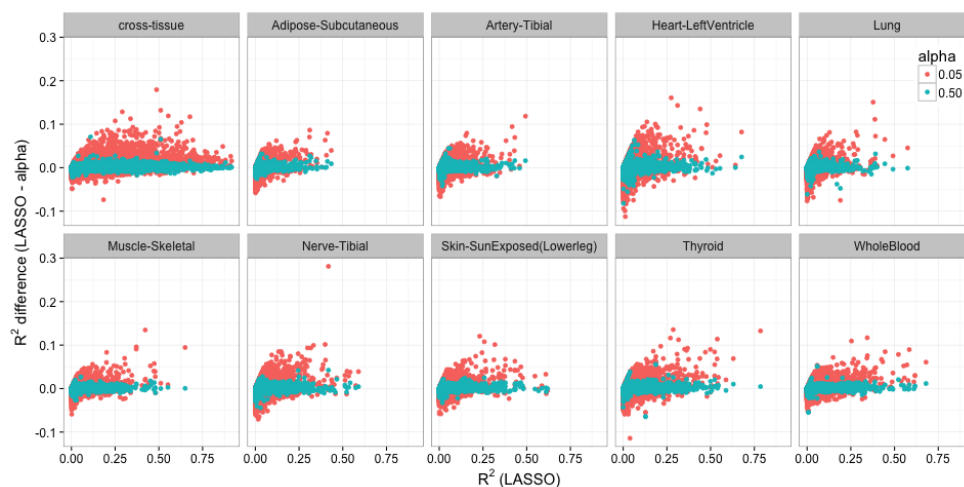 cross-tissue Adipose-Subcutaneous Artery-Tibial Heart-LeftVentricle Lung
0.3
0.2
0.1
0.0
-0.1
alpha
0.05
0.50
R² difference (LASSO - alpha)
Muscle-Skeletal Nerve-Tibial Skin-SunExposed(Lowerleg) Thyroid WholeBlood
0.3
0.2
0.1
0.0
-0.1
0.00 0.25 0.50 0.75 0.00 0.25 0.50 0.75 0.00 0.25 0.50 0.75 0.00 0.25 0.50 0.75 0.00 0.25 0.50 0.75
R² (LASSO)